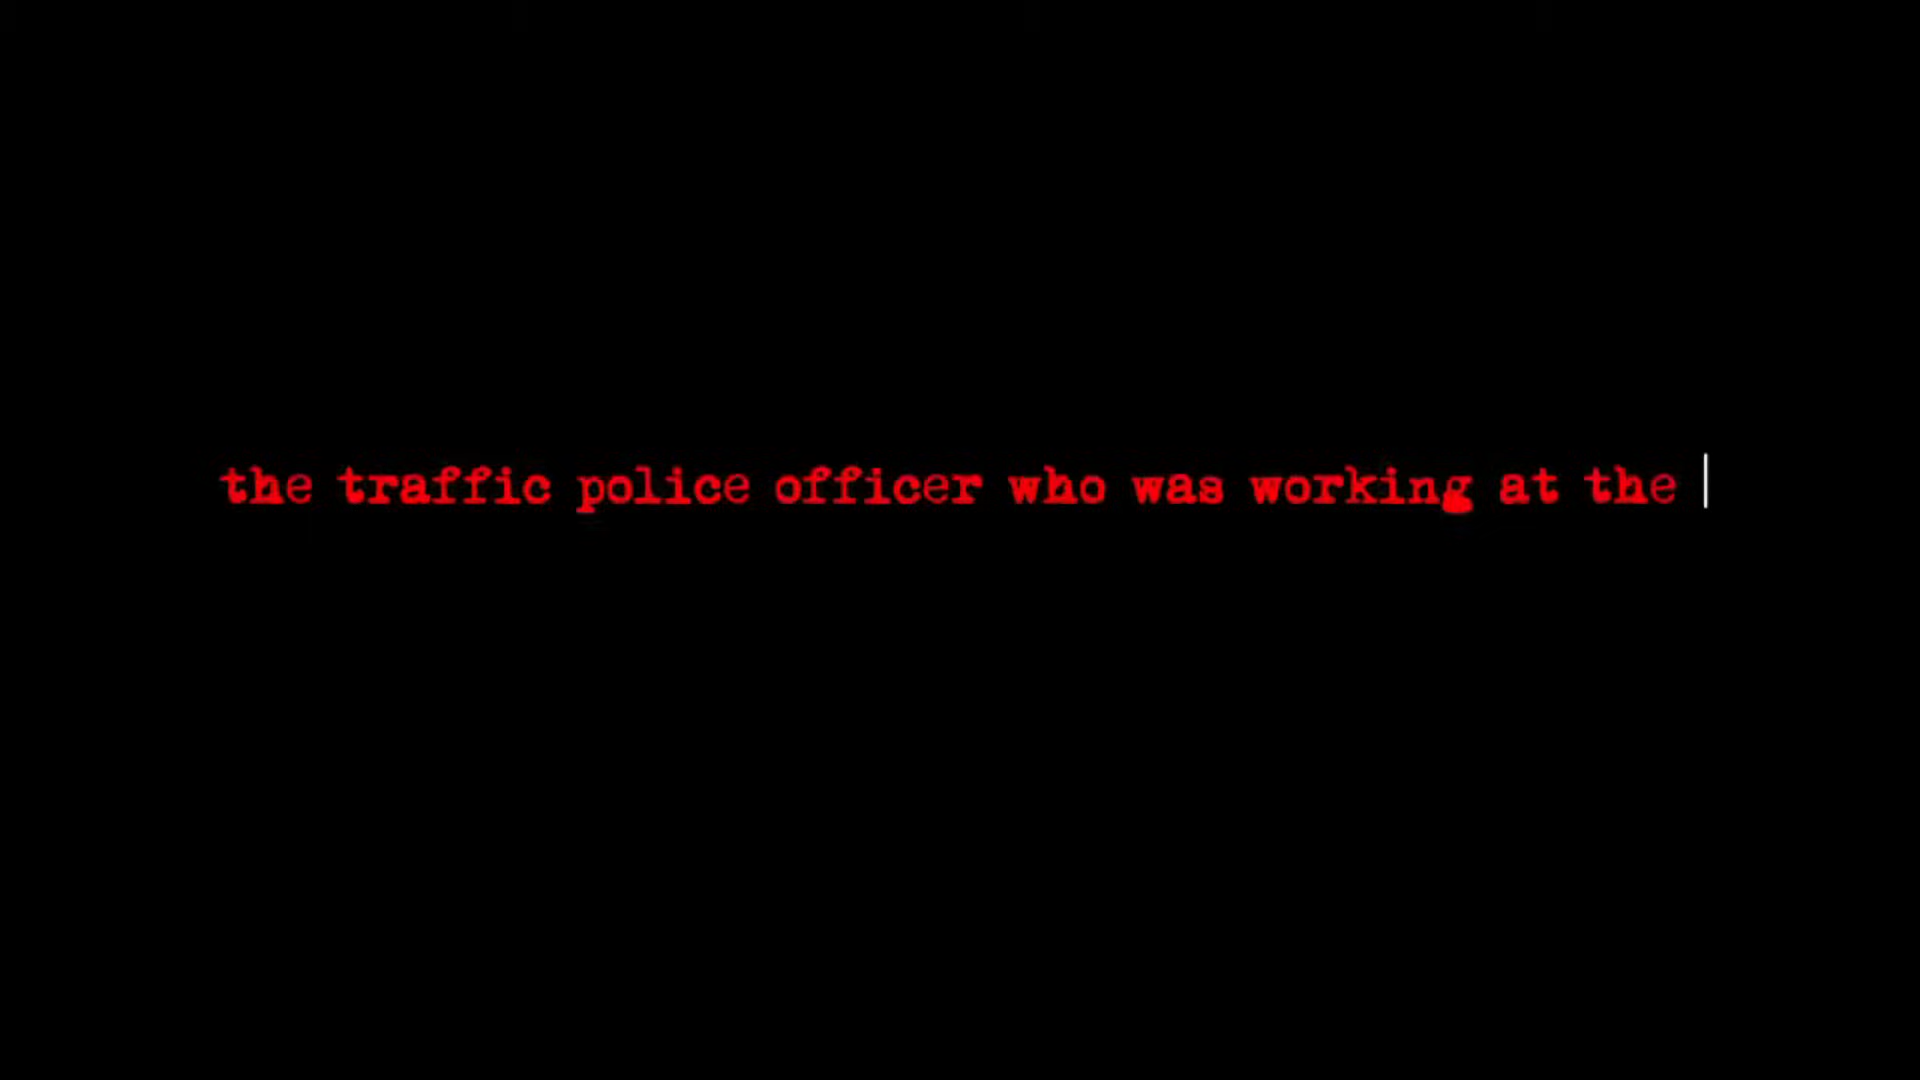 the traffic police officer who was working at the